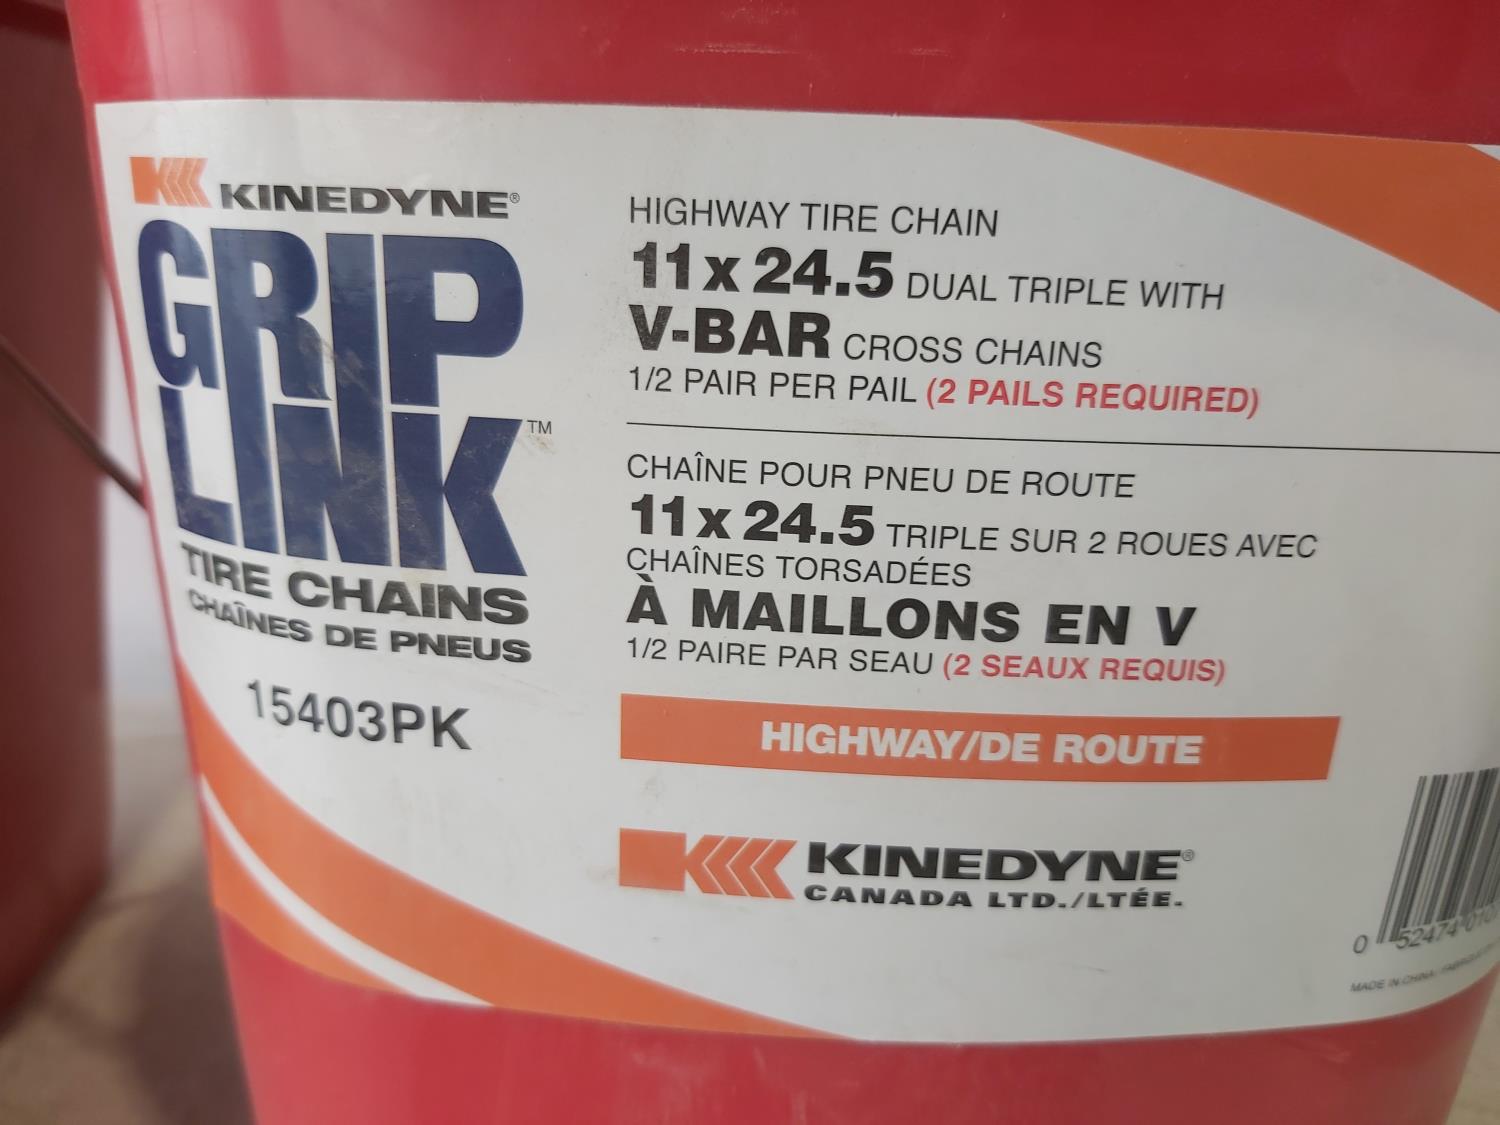 KINEDYNE®
GRIP
LINK™
TIRE CHAINS
CHAÎNES DE PNEUS
15403PK
HIGHWAY TIRE CHAIN
11 x 24.5 DUAL TRIPLE WITH
V-BAR CROSS CHAINS
1/2 PAIR PER PAIL (2 PAILS REQUIRED)
CHAÎNE POUR PNEU DE ROUTE
11 x 24.5 TRIPLE SUR 2 ROUES AVEC
CHAÎNES TORSADÉES
À MAILLONS EN V
1/2 PAIRE PAR SEAU (2 SEAUX REQUIS)
HIGHWAY/DE ROUTE
KINEDYNE®
CANADA LTD./LTÉE.
0 52474
MADE IN CHINA